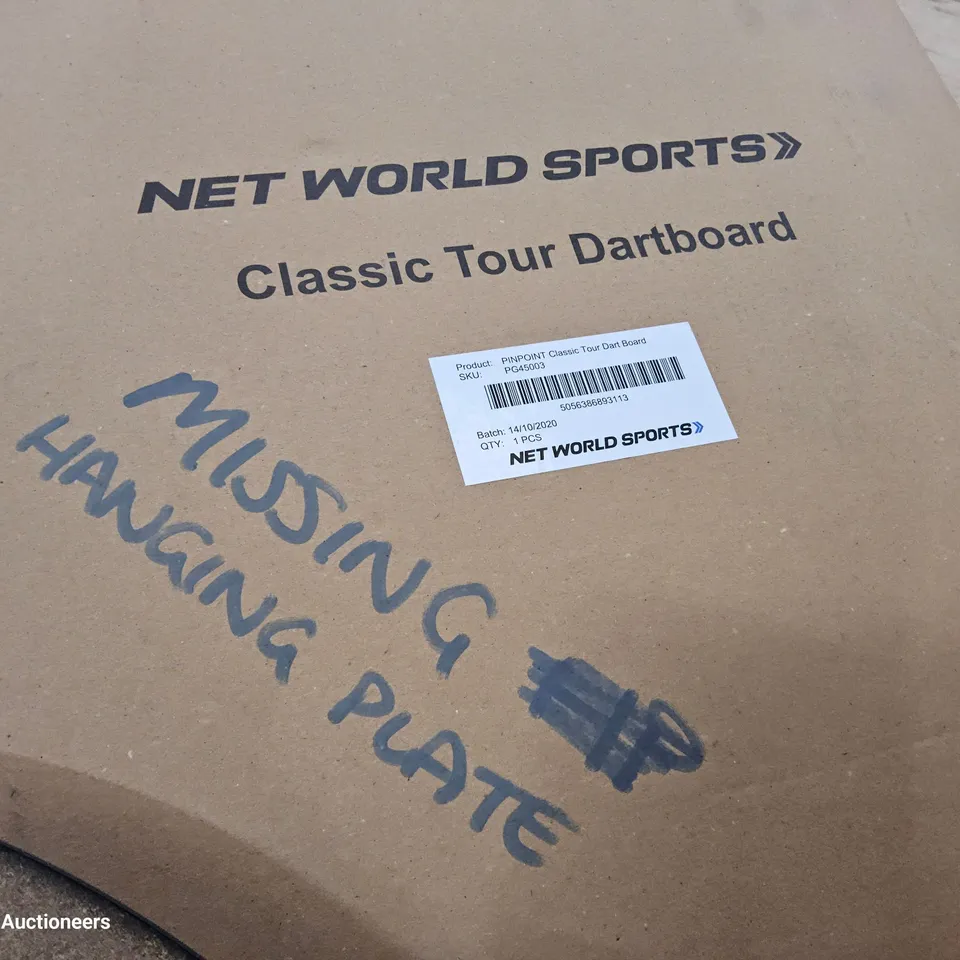 NET WORLD SPORTS
Classic Tour Dartboard
Product: PINPOINT Classic Tour Dart Board
SKU: PG45003
5056386893113
Batch: 14/10/2020
QTY: 1 PCS
NET WORLD SPORTS
MISSING
HANGING PLATE
Auctioneers